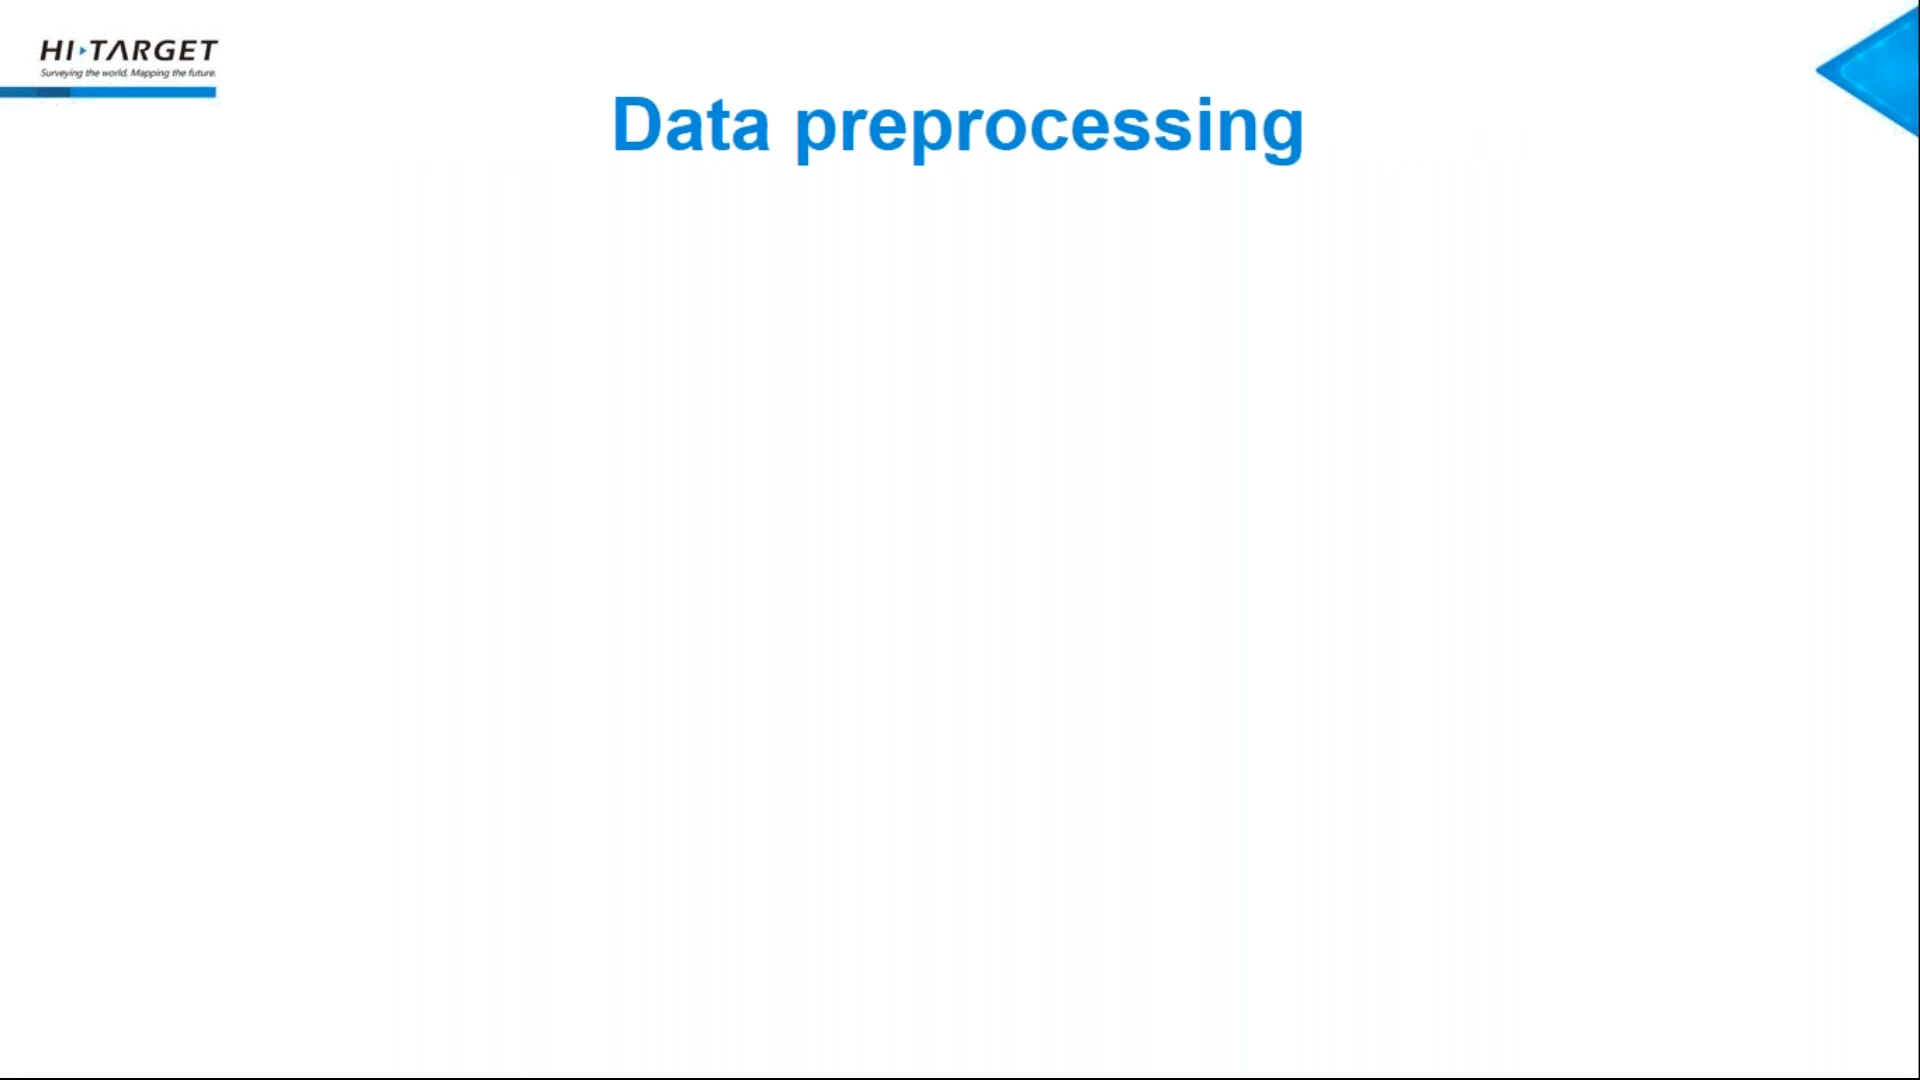 HI TARGET
Surveying the world, Mapping the future.
Data preprocessing